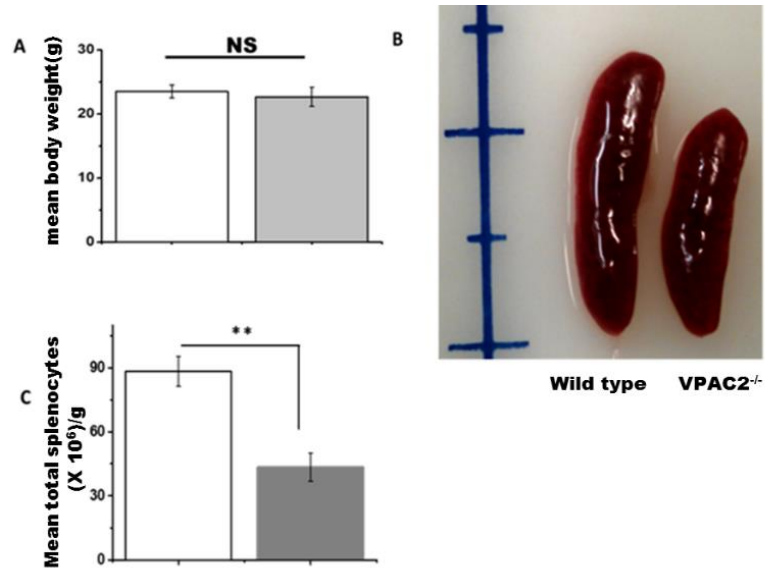 A
mean body weight(g)
30
20
10
0
NS
B
Wild type VPAC2-/-
C
Mean total splenocytes
(X 10⁶)/g
90
60
30
0
**